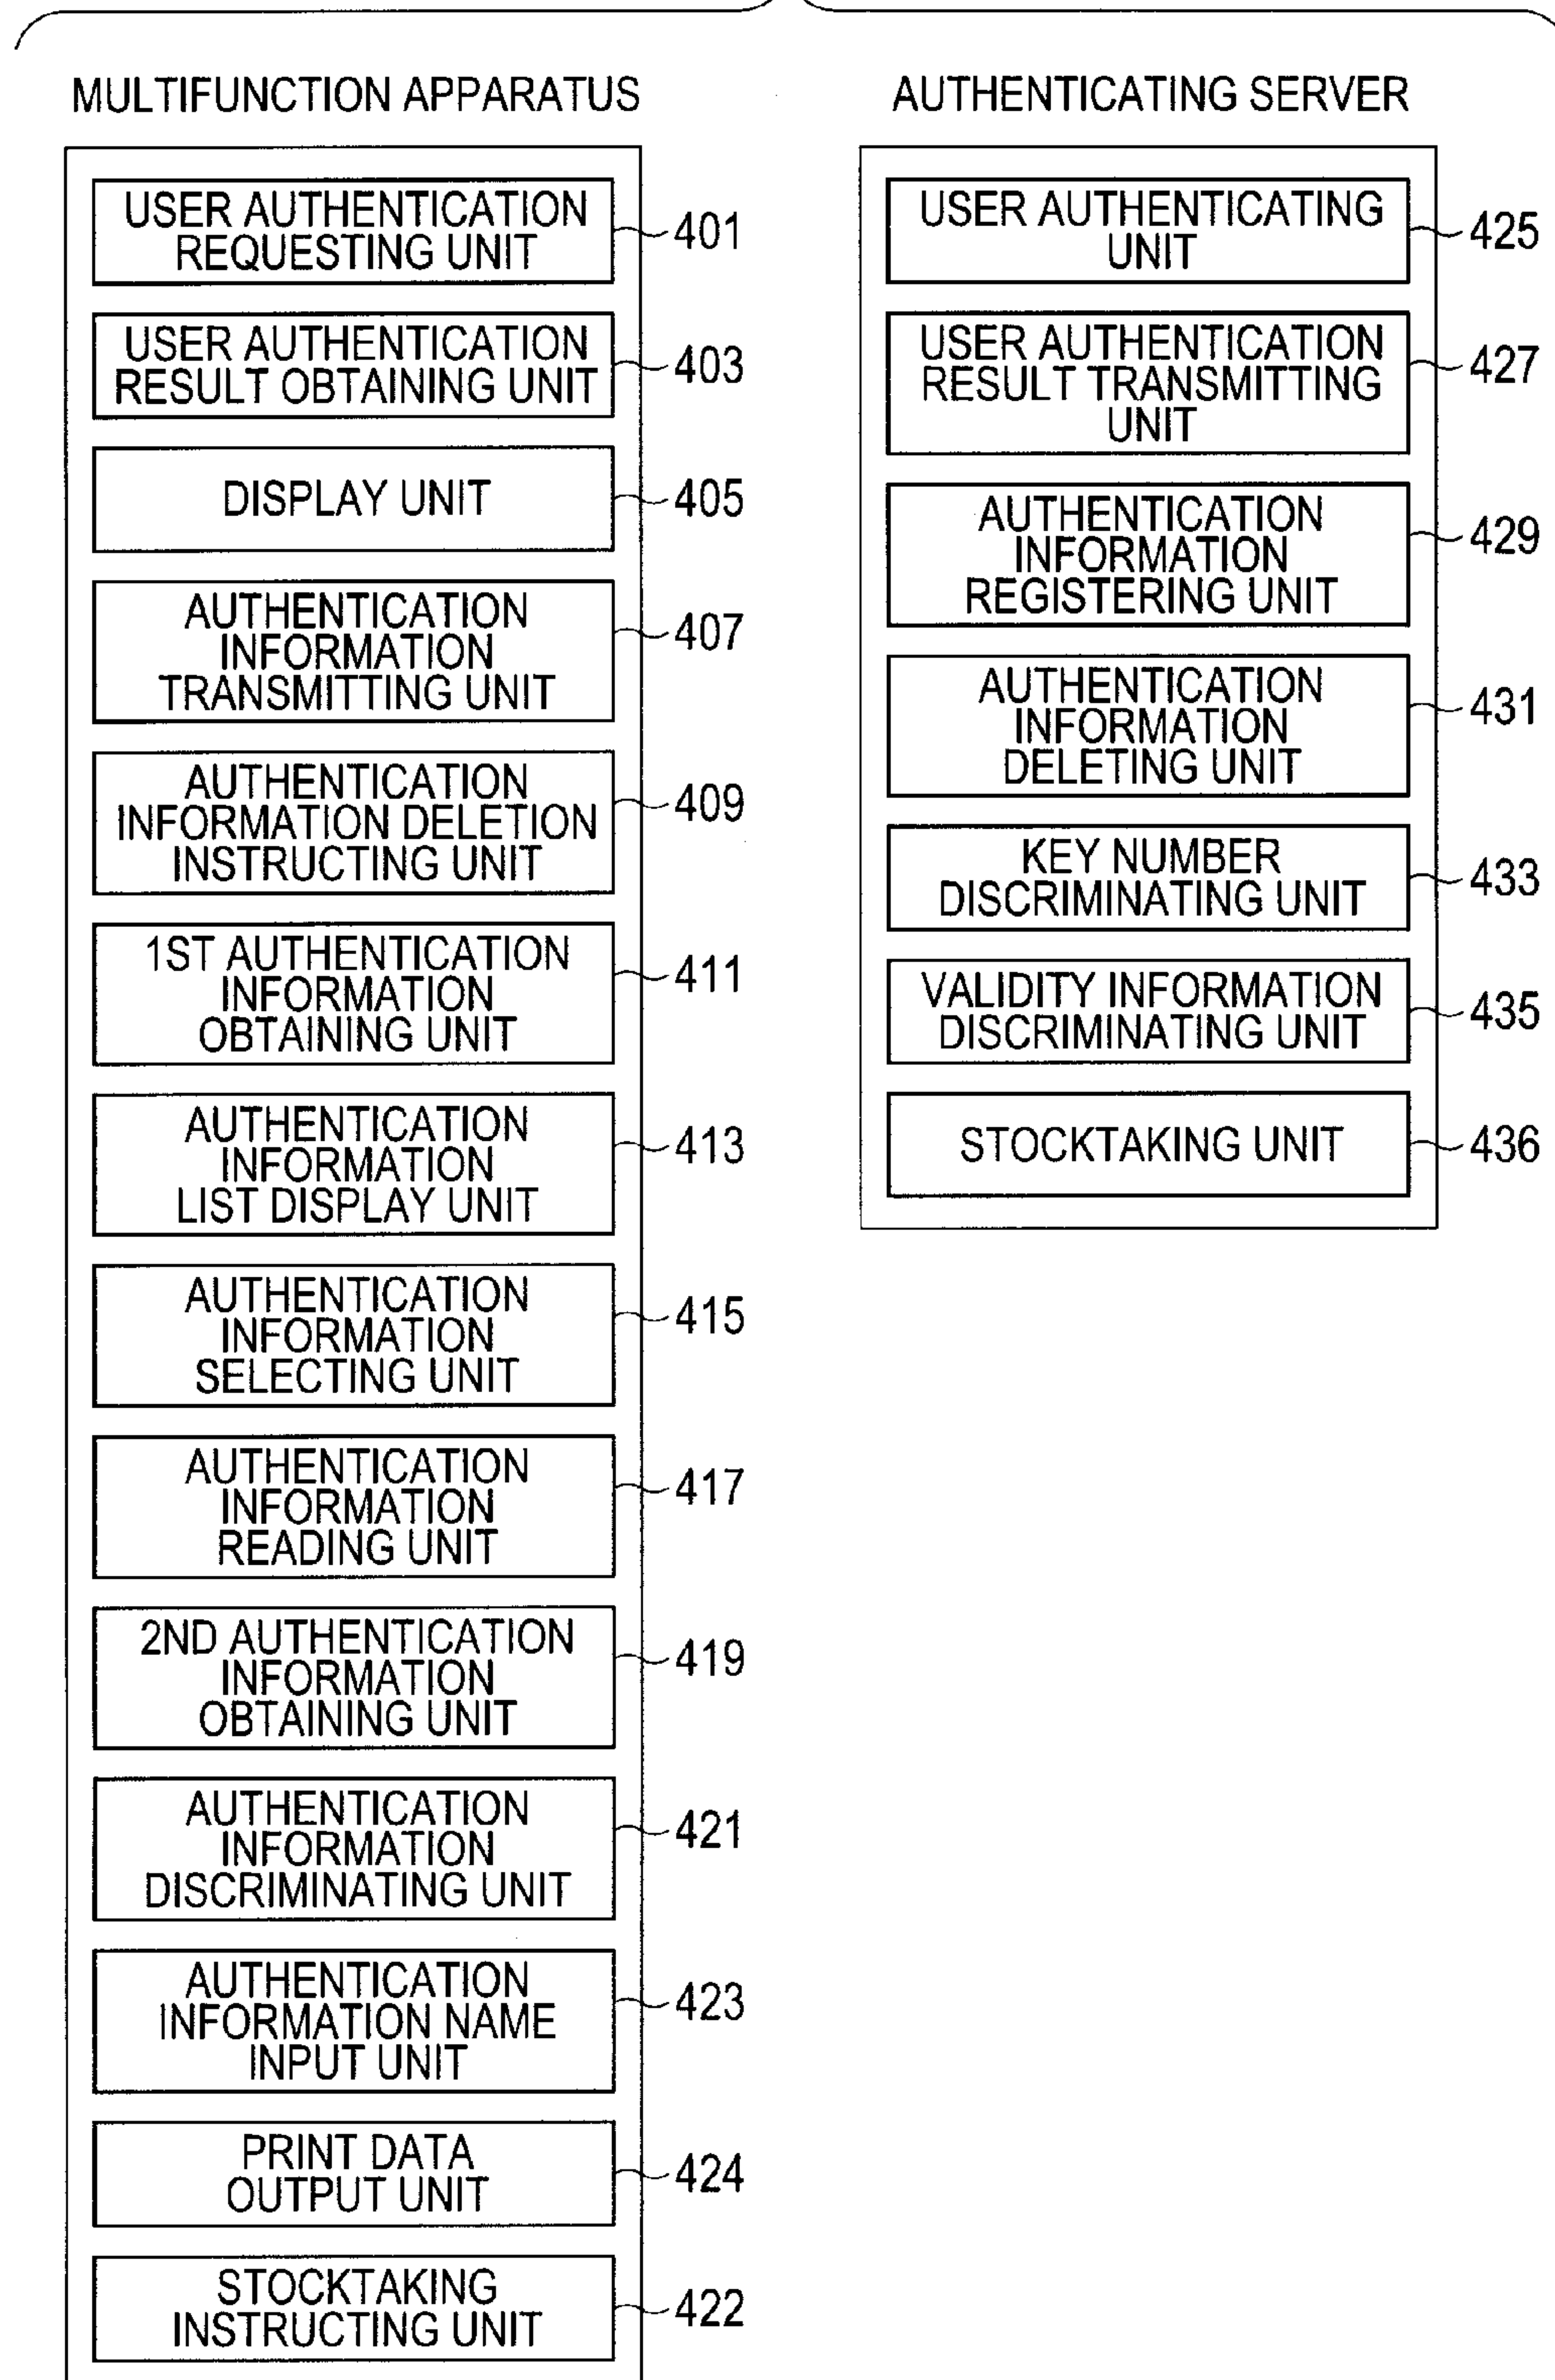 MULTIFUNCTION APPARATUS
USER AUTHENTICATION
REQUESTING UNIT
401
USER AUTHENTICATION
RESULT OBTAINING UNIT
403
DISPLAY UNIT
405
AUTHENTICATION
INFORMATION
TRANSMITTING UNIT
407
AUTHENTICATION
INFORMATION DELETION
INSTRUCTING UNIT
409
1ST AUTHENTICATION
INFORMATION
OBTAINING UNIT
411
AUTHENTICATION
INFORMATION
LIST DISPLAY UNIT
413
AUTHENTICATION
INFORMATION
SELECTING UNIT
415
AUTHENTICATION
INFORMATION
READING UNIT
417
2ND AUTHENTICATION
INFORMATION
OBTAINING UNIT
419
AUTHENTICATION
INFORMATION
DISCRIMINATING UNIT
421
AUTHENTICATION
INFORMATION NAME
INPUT UNIT
423
PRINT DATA
OUTPUT UNIT
424
STOCKTAKING
INSTRUCTING UNIT
422
AUTHENTICATING SERVER
USER AUTHENTICATING
UNIT
425
USER AUTHENTICATION
RESULT TRANSMITTING
UNIT
427
AUTHENTICATION
INFORMATION
REGISTERING UNIT
429
AUTHENTICATION
INFORMATION
DELETING UNIT
431
KEY NUMBER
DISCRIMINATING UNIT
433
VALIDITY INFORMATION
DISCRIMINATING UNIT
435
STOCKTAKING UNIT
436